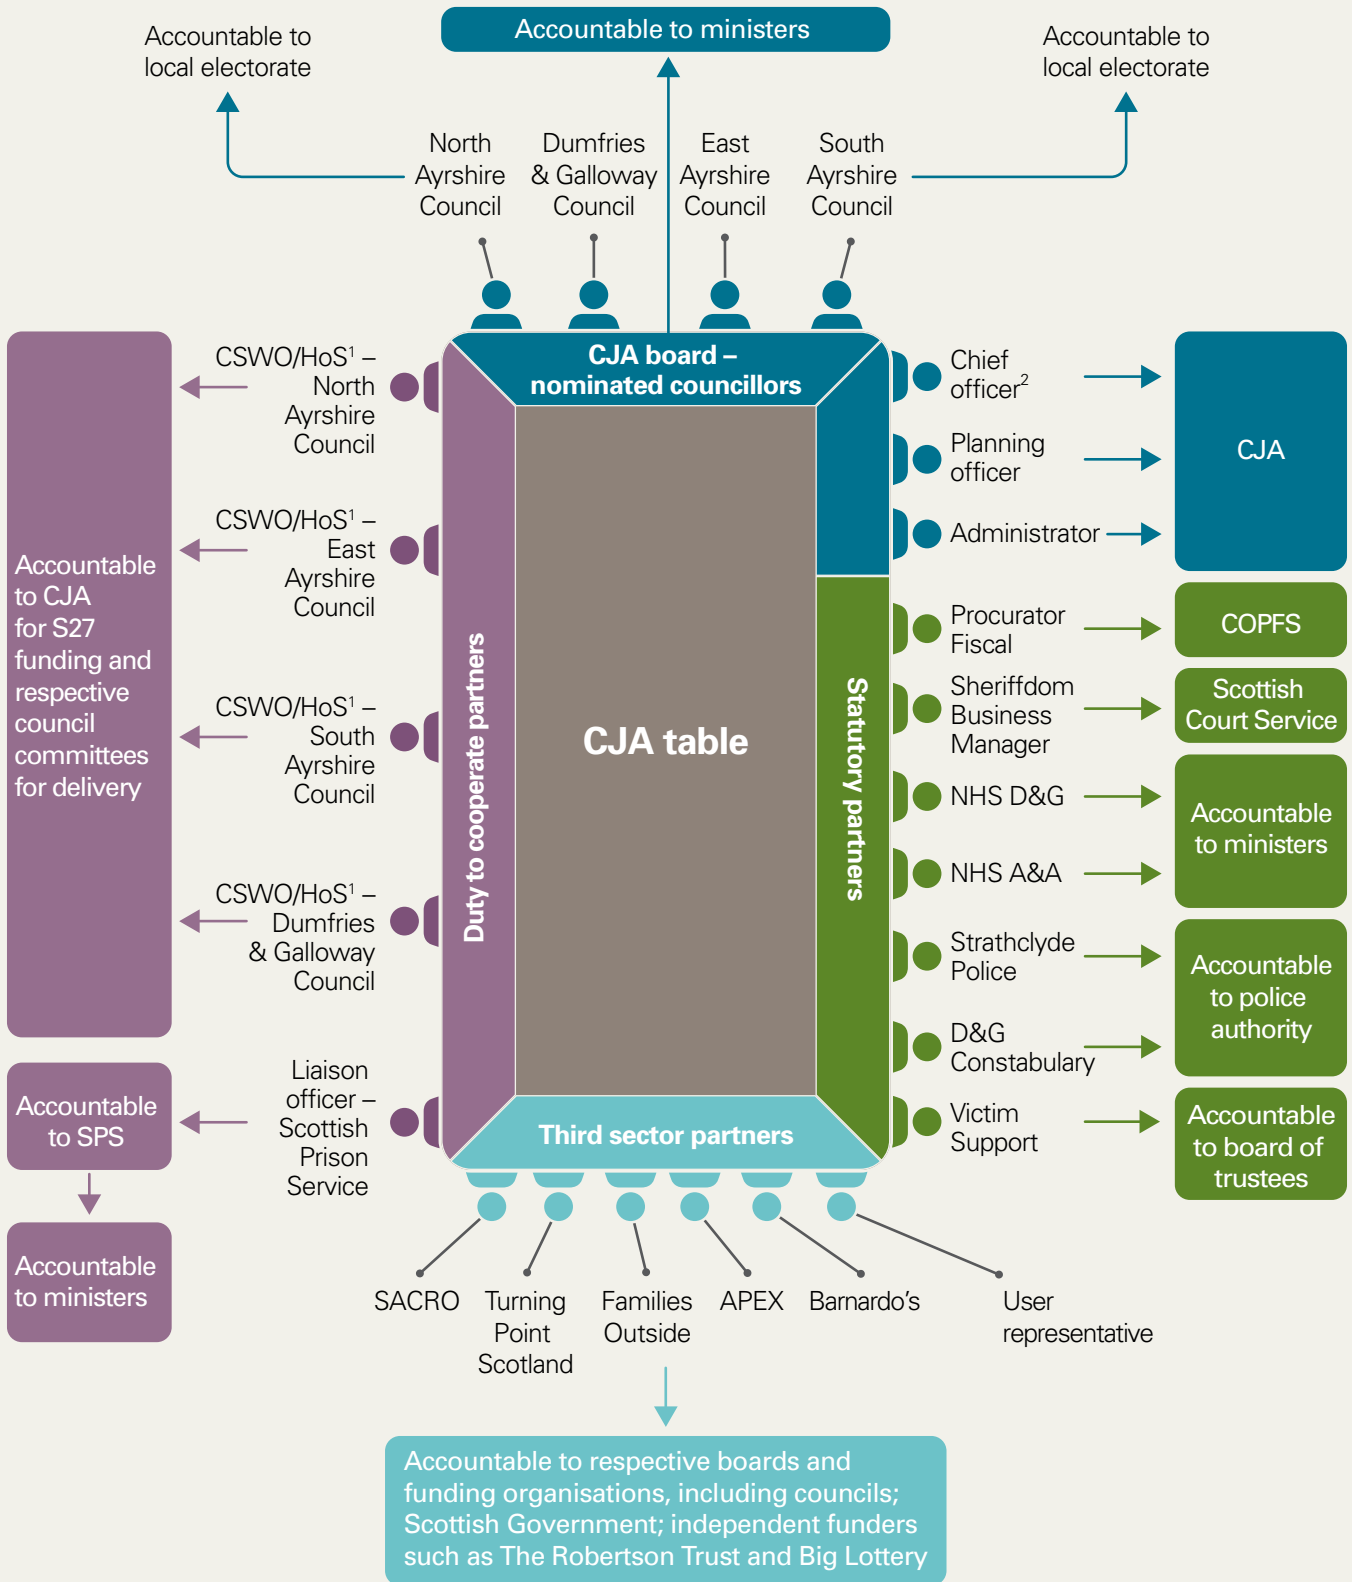 Accountable to ministers
Accountable to
local electorate
Accountable to
local electorate
North
Ayrshire
Council
Dumfries
& Galloway
Council
East
Ayrshire
Council
South
Ayrshire
Council
CJA board –
nominated councillors
CSWO/HoS¹ –
North
Ayrshire
Council
CSWO/HoS¹ –
East
Ayrshire
Council
CSWO/HoS¹ –
South
Ayrshire
Council
CSWO/HoS¹ –
Dumfries
& Galloway
Council
Liaison
officer –
Scottish
Prison
Service
Accountable
to CJA
for S27
funding and
respective
council
committees
for delivery
Accountable
to SPS
Accountable
to ministers
Duty to cooperate partners
CJA table
Statutory partners
Third sector partners
Chief
officer²
Planning
officer
Administrator
CJA
Procurator
Fiscal
COPFS
Sheriffdom
Business
Manager
Scottish
Court Service
NHS D&G
NHS A&A
Accountable
to ministers
Strathclyde
Police
D&G
Constabulary
Accountable
to police
authority
Victim
Support
Accountable
to board of
trustees
SACRO
Turning
Point
Scotland
Families
Outside
APEX
Barnardo's
User
representative
Accountable to respective boards and
funding organisations, including councils;
Scottish Government; independent funders
such as The Robertson Trust and Big Lottery